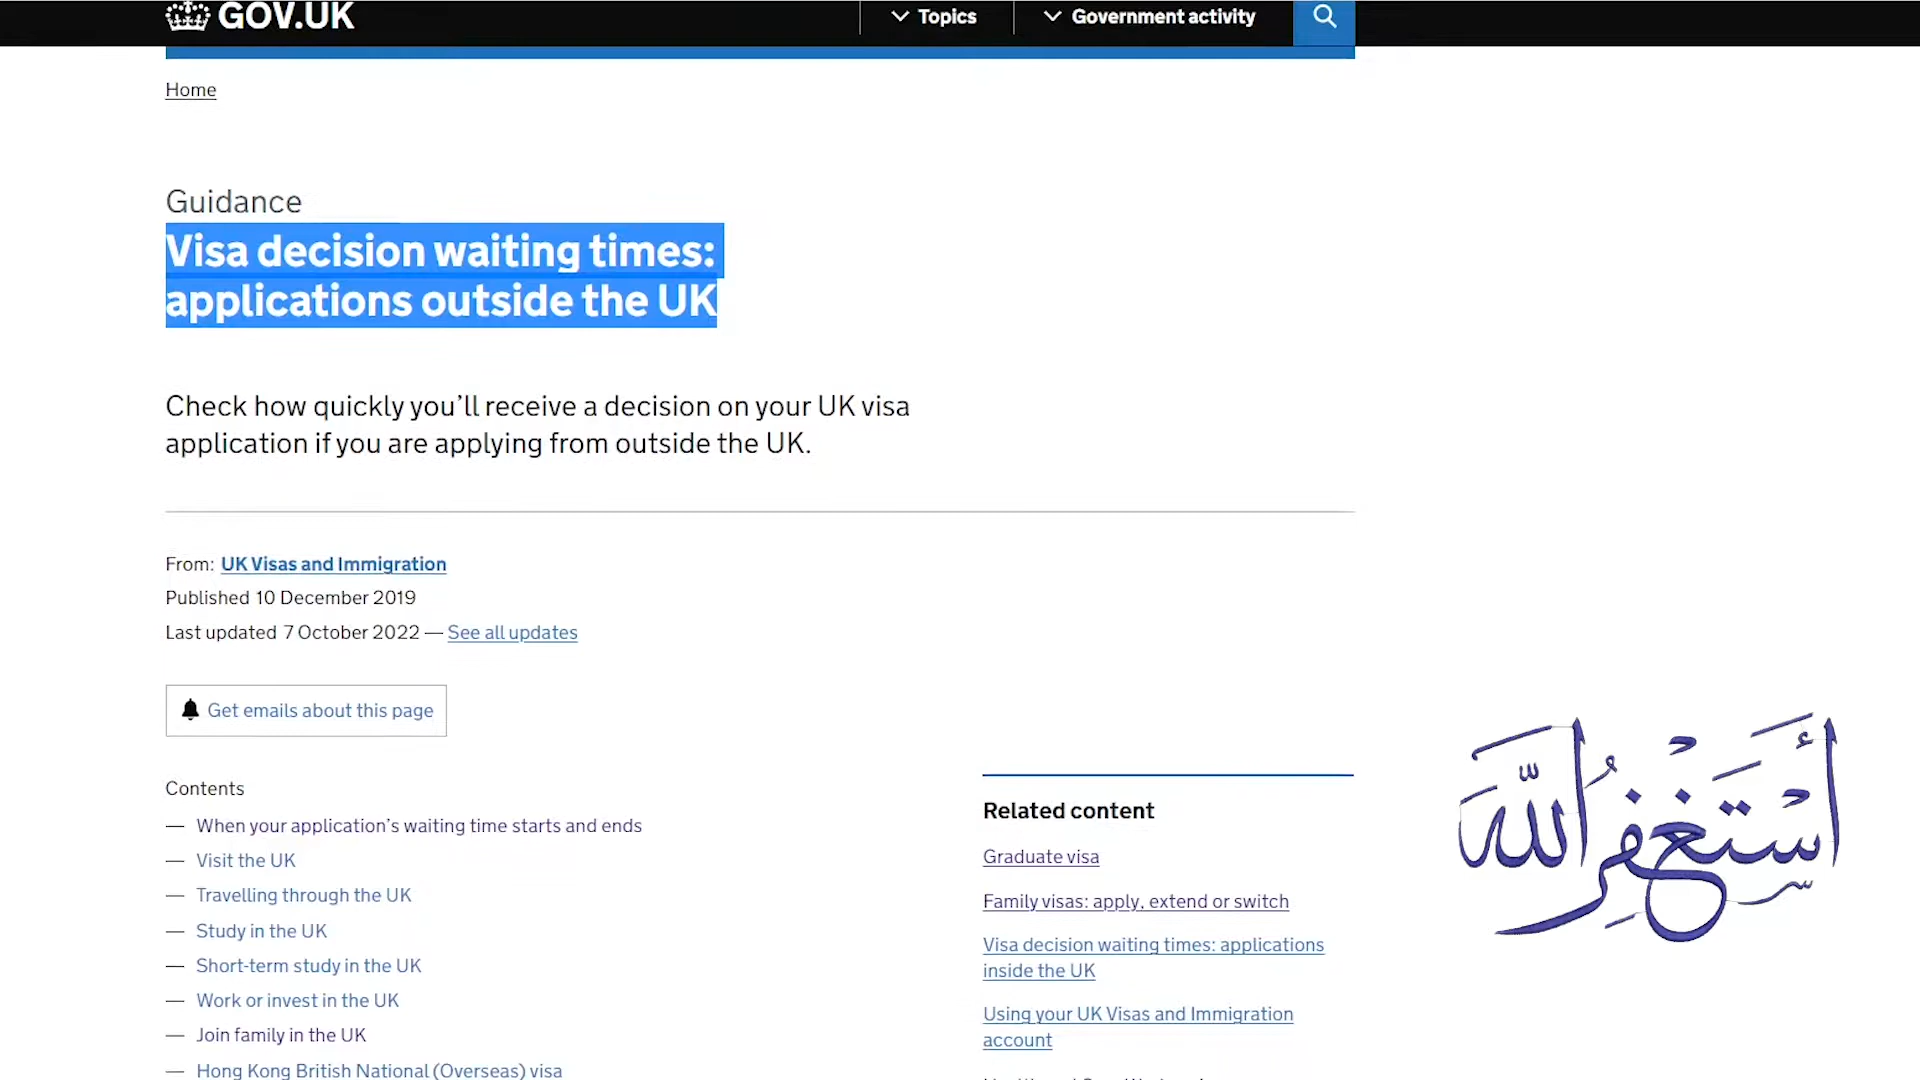 GOV.UK
Topics
Government activity
Home
Guidance
Visa decision waiting times:
applications outside the UK
Check how quickly you’ll receive a decision on your UK visa
application if you are applying from outside the UK.
From: UK Visas and Immigration
Published 10 December 2019
Last updated 7 October 2022 — See all updates
Get emails about this page
Contents
— When your application’s waiting time starts and ends
— Visit the UK
— Travelling through the UK
— Study in the UK
— Short-term study in the UK
— Work or invest in the UK
— Join family in the UK
— Hong Kong British National (Overseas) visa
Related content
Graduate visa
Family visas: apply, extend or switch
Visa decision waiting times: applications
inside the UK
Using your UK Visas and Immigration
account
أَسْتَغْفِرُ اللَّهَ